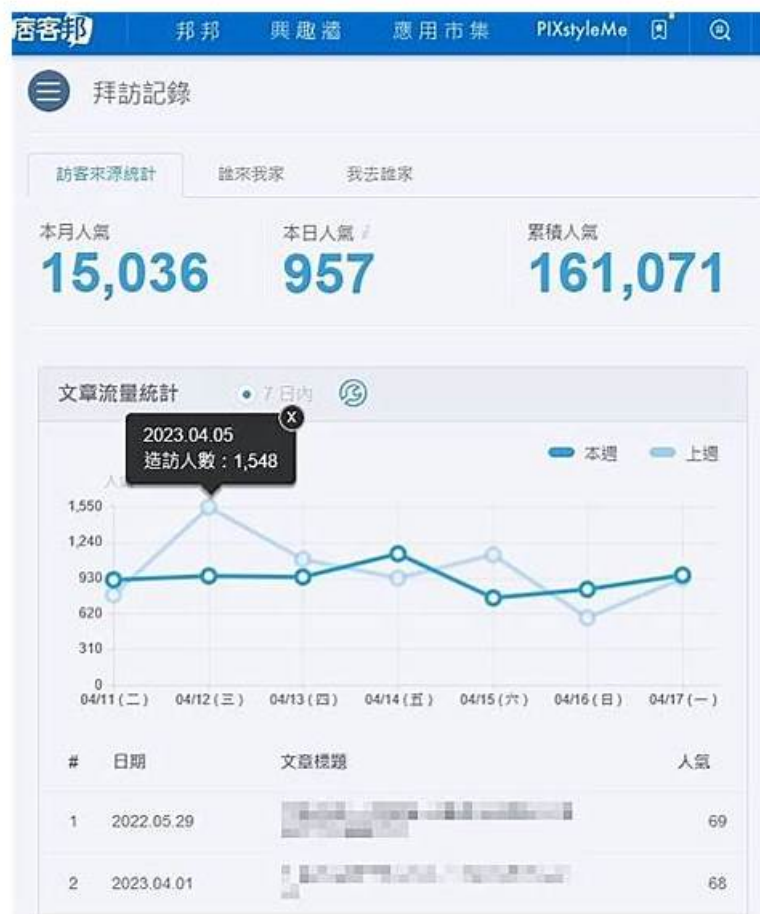 痞客邦 邦邦 興趣牆 應用市集 PIXstyleMe
拜訪記錄
訪客來源統計 誰來我家 我去誰家
本月人氣 本日人氣 i 累積人氣
15,036 957 161,071
文章流量統計 7 日內
X
2023.04.05
造訪人數：1,548
本週 上週
人氣
1,550
1,240
930
620
310
0
04/11(二) 04/12(三) 04/13(四) 04/14(五) 04/15(六) 04/16(日) 04/17(一)
# 日期 文章標題 人氣
1 2022.05.29 69
2 2023.04.01 68